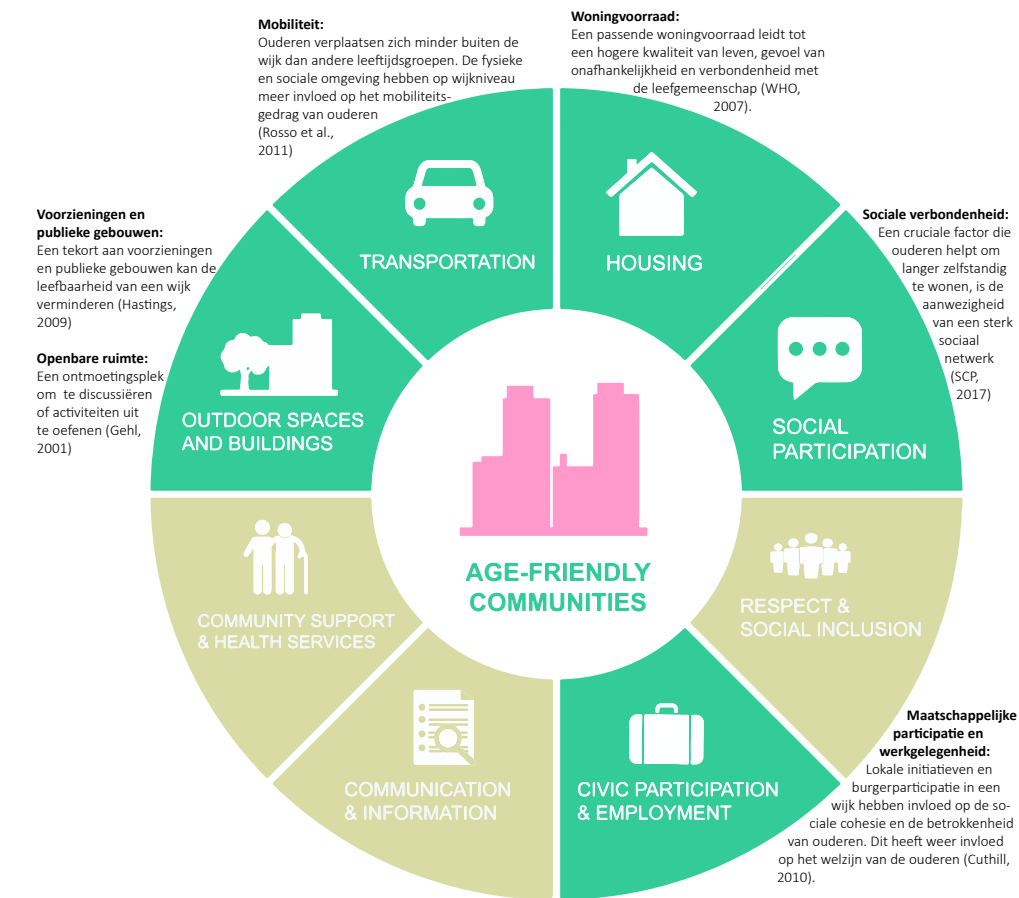 Mobiliteit:
Ouderen verplaatsen zich minder buiten de
wijk dan andere leeftijdsgroepen. De fysieke
en sociale omgeving hebben op wijkniveau
meer invloed op het mobiliteits-
gedrag van ouderen
(Rosso et al.,
2011)
Woningvoorraad:
Een passende woningvoorraad leidt tot
een hogere kwaliteit van leven, gevoel van
onafhankelijkheid en verbondenheid met
de leefgemeenschap (WHO,
2007).
Voorzieningen en
publieke gebouwen:
Een tekort aan voorzieningen
en publieke gebouwen kan de
leefbaarheid van een wijk
verminderen (Hastings,
2009)
Openbare ruimte:
Een ontmoetingsplek
om te discussiëren
of activiteiten uit
te oefenen (Gehl,
2001)
Sociale verbondenheid:
Een cruciale factor die
ouderen helpt om
langer zelfstandig
te wonen, is de
aanwezigheid
van een sterk
sociaal
netwerk
(SCP,
2017)
TRANSPORTATION
HOUSING
OUTDOOR SPACES
AND BUILDINGS
SOCIAL
PARTICIPATION
AGE-FRIENDLY
COMMUNITIES
COMMUNITY SUPPORT
& HEALTH SERVICES
RESPECT &
SOCIAL INCLUSION
COMMUNICATION
& INFORMATION
CIVIC PARTICIPATION
& EMPLOYMENT
Maatschappelijke
participatie en
werkgelegenheid:
Lokale initiatieven en
burgerparticipatie in een
wijk hebben invloed op de so-
ciale cohesie en de betrokkenheid
van ouderen. Dit heeft weer invloed
op het welzijn van de ouderen (Cuthill,
2010).